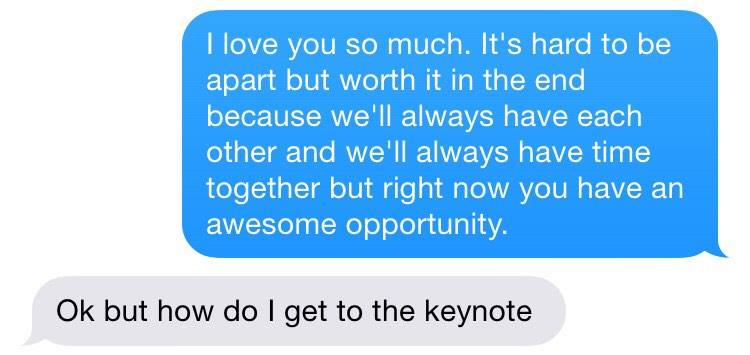 I love you so much. It's hard to be
apart but worth it in the end
because we'll always have each
other and we'll always have time
together but right now you have an
awesome opportunity.
Ok but how do I get to the keynote